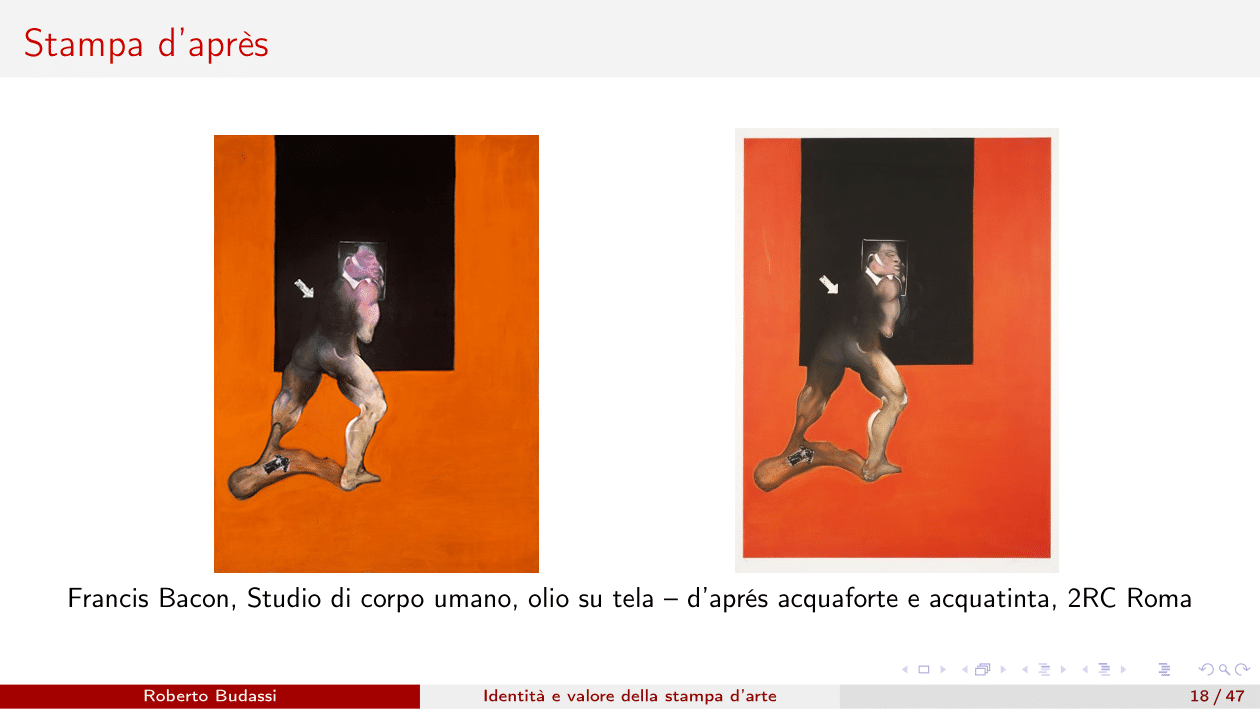 Stampa d'après
Francis Bacon, Studio di corpo umano, olio su tela – d'aprés acquaforte e acquatinta, 2RC Roma
Roberto Budassi
Identità e valore della stampa d'arte
18 / 47